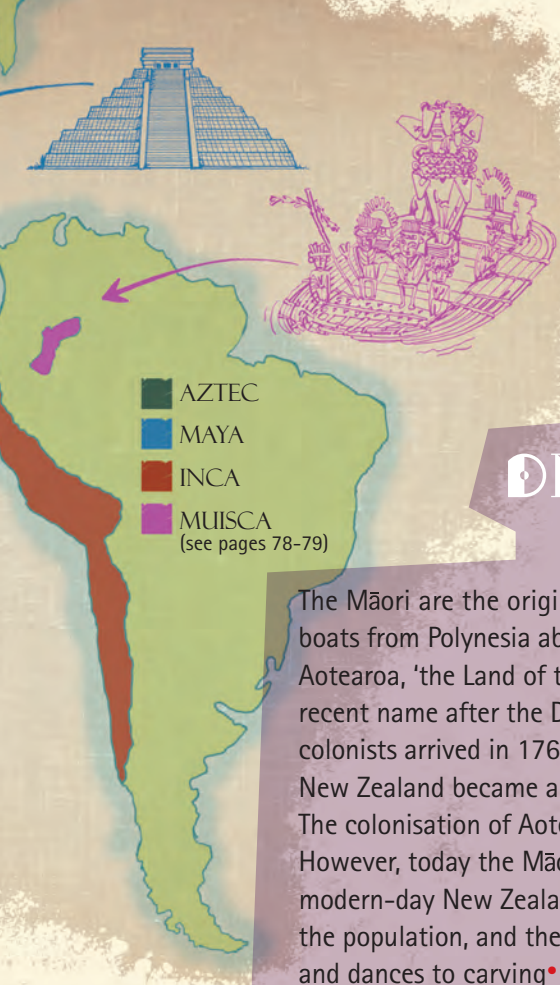 AZTEC
MAYA
INCA
MUISCA
(see pages 78-79)
The Māori are the origi
boats from Polynesia ab
Aotearoa, 'the Land of t
recent name after the D
colonists arrived in 176
New Zealand became a
The colonisation of Aote
However, today the Māo
modern-day New Zeala
the population, and the
and dances to carving•